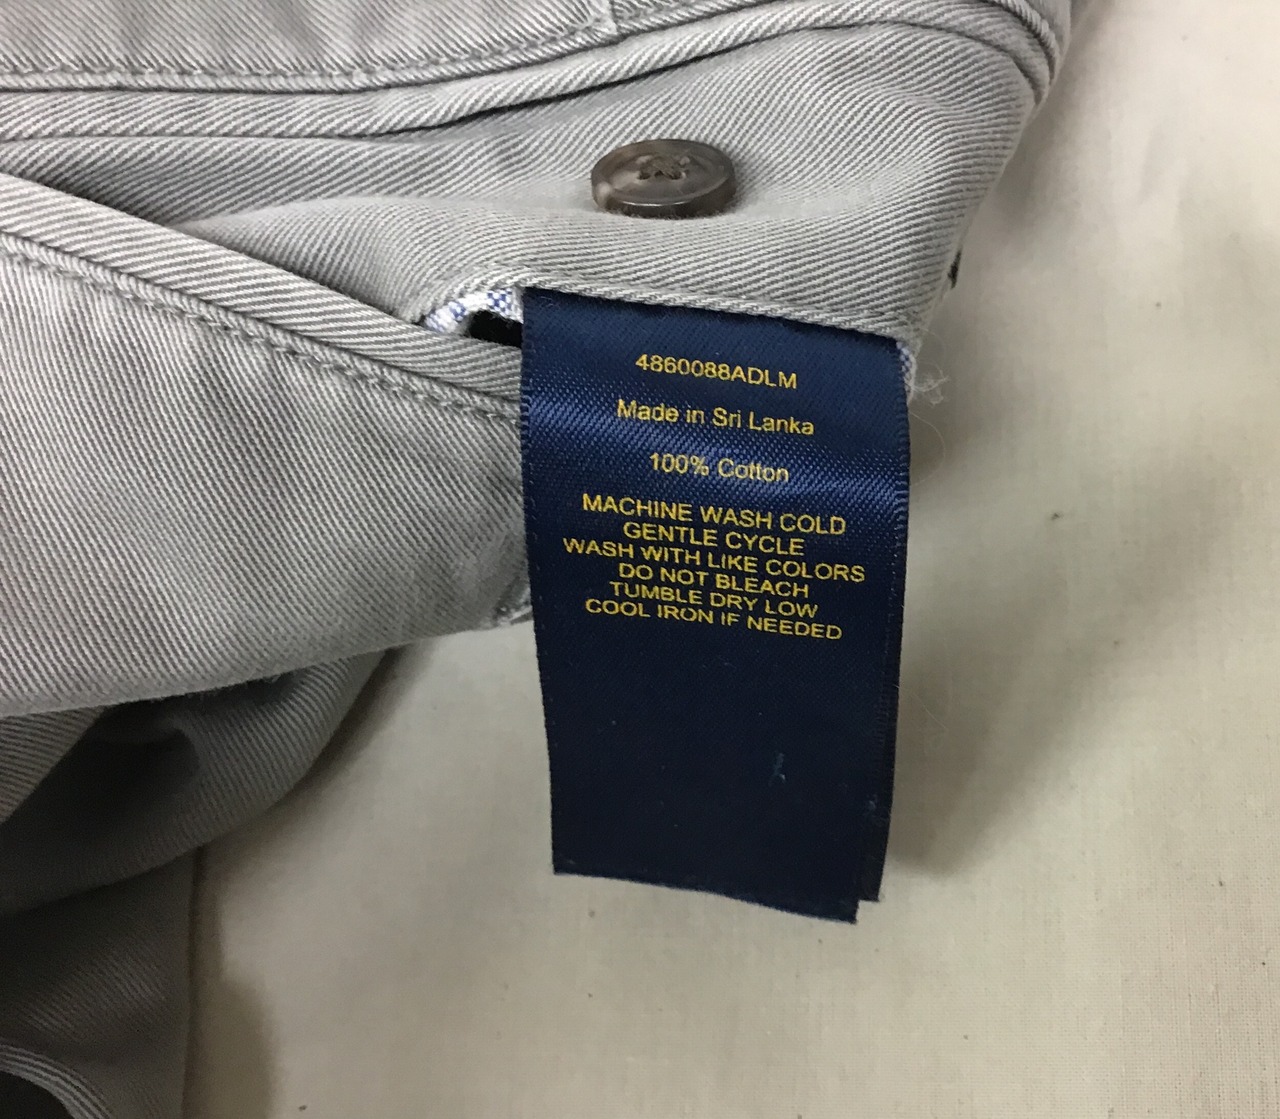 4860088ADLM
Made in Sri Lanka
100% Cotton
MACHINE WASH COLD
GENTLE CYCLE
WASH WITH LIKE COLORS
DO NOT BLEACH
TUMBLE DRY LOW
COOL IRON IF NEEDED